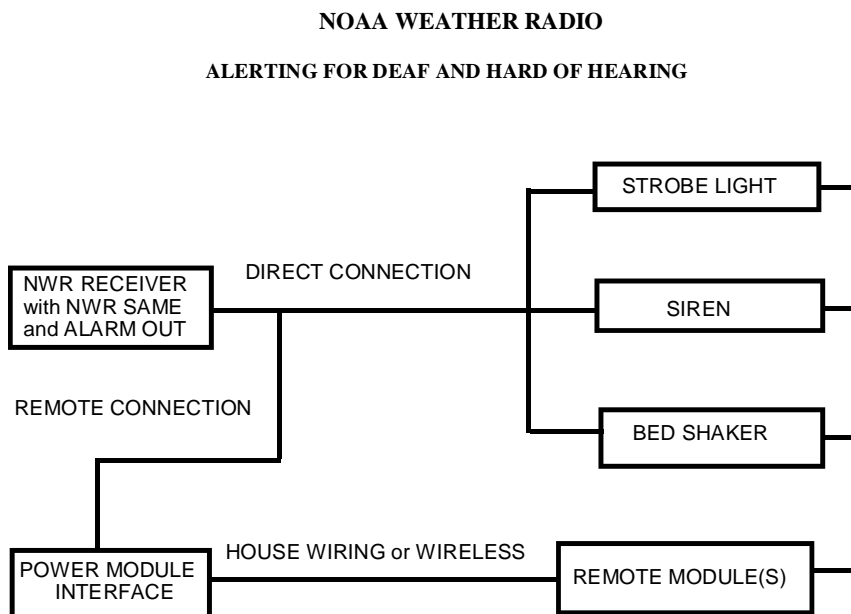 NOAA WEATHER RADIO
ALERTING FOR DEAF AND HARD OF HEARING
STROBE LIGHT
DIRECT CONNECTION
NWR RECEIVER
with NWR SAME
and ALARM OUT
SIREN
REMOTE CONNECTION
BED SHAKER
HOUSE WIRING or WIRELESS
POWER MODULE
INTERFACE
REMOTE MODULE(S)